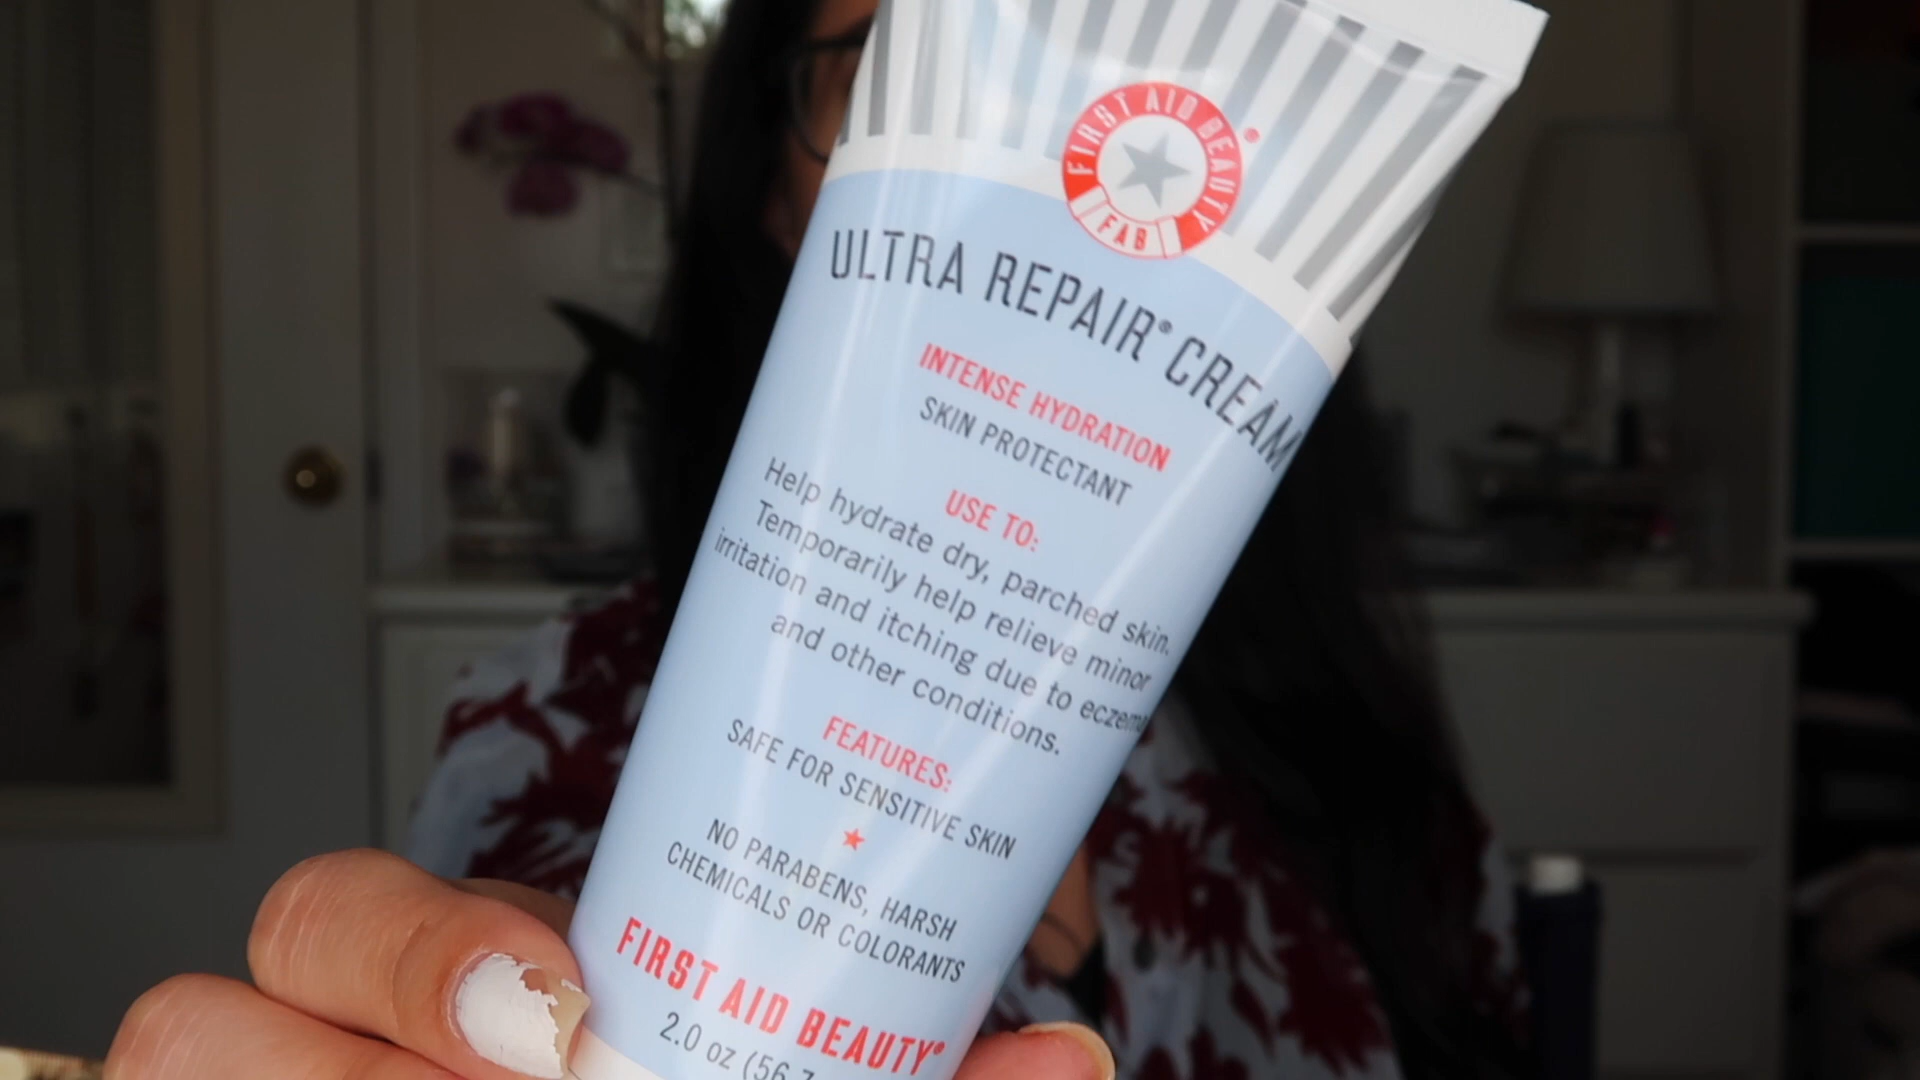 FIRST AID BEAUTY
FAB
ULTRA REPAIR® CREAM
INTENSE HYDRATION
SKIN PROTECTANT
USE TO:
Help hydrate dry, parched skin.
Temporarily help relieve minor
irritation and itching due to eczema
and other conditions.
FEATURES:
SAFE FOR SENSITIVE SKIN
NO PARABENS, HARSH
CHEMICALS OR COLORANTS
FIRST AID BEAUTY®
2.0 oz (56.7